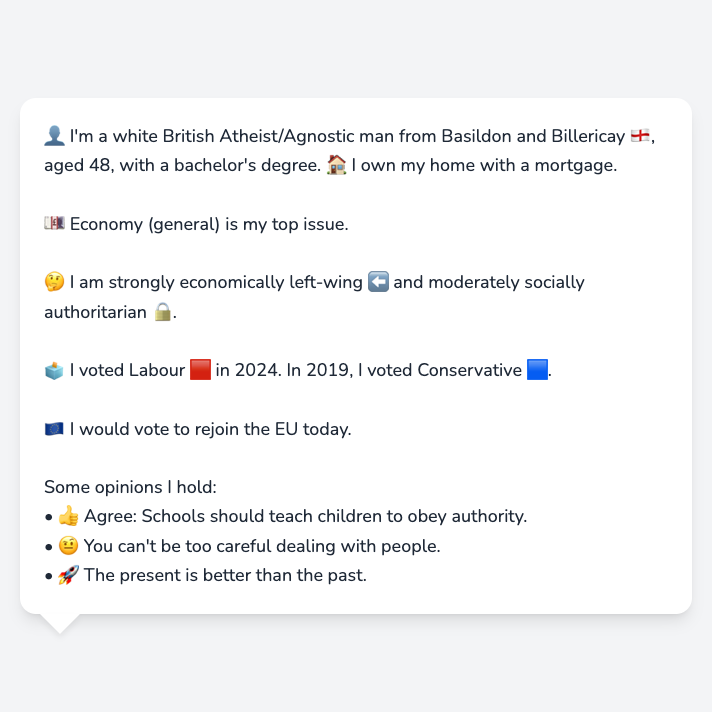 👤 I'm a white British Atheist/Agnostic man from Basildon and Billericay 🏴󠁧󠁢󠁥󠁮󠁧󠁿,
aged 48, with a bachelor's degree. 🏠 I own my home with a mortgage.
💷 Economy (general) is my top issue.
🤔 I am strongly economically left-wing ⬅️ and moderately socially
authoritarian 🔒.
🗳️ I voted Labour 🟥 in 2024. In 2019, I voted Conservative 🟦.
🇪🇺 I would vote to rejoin the EU today.
Some opinions I hold:
• 👍 Agree: Schools should teach children to obey authority.
• 🤨 You can't be too careful dealing with people.
• 🚀 The present is better than the past.